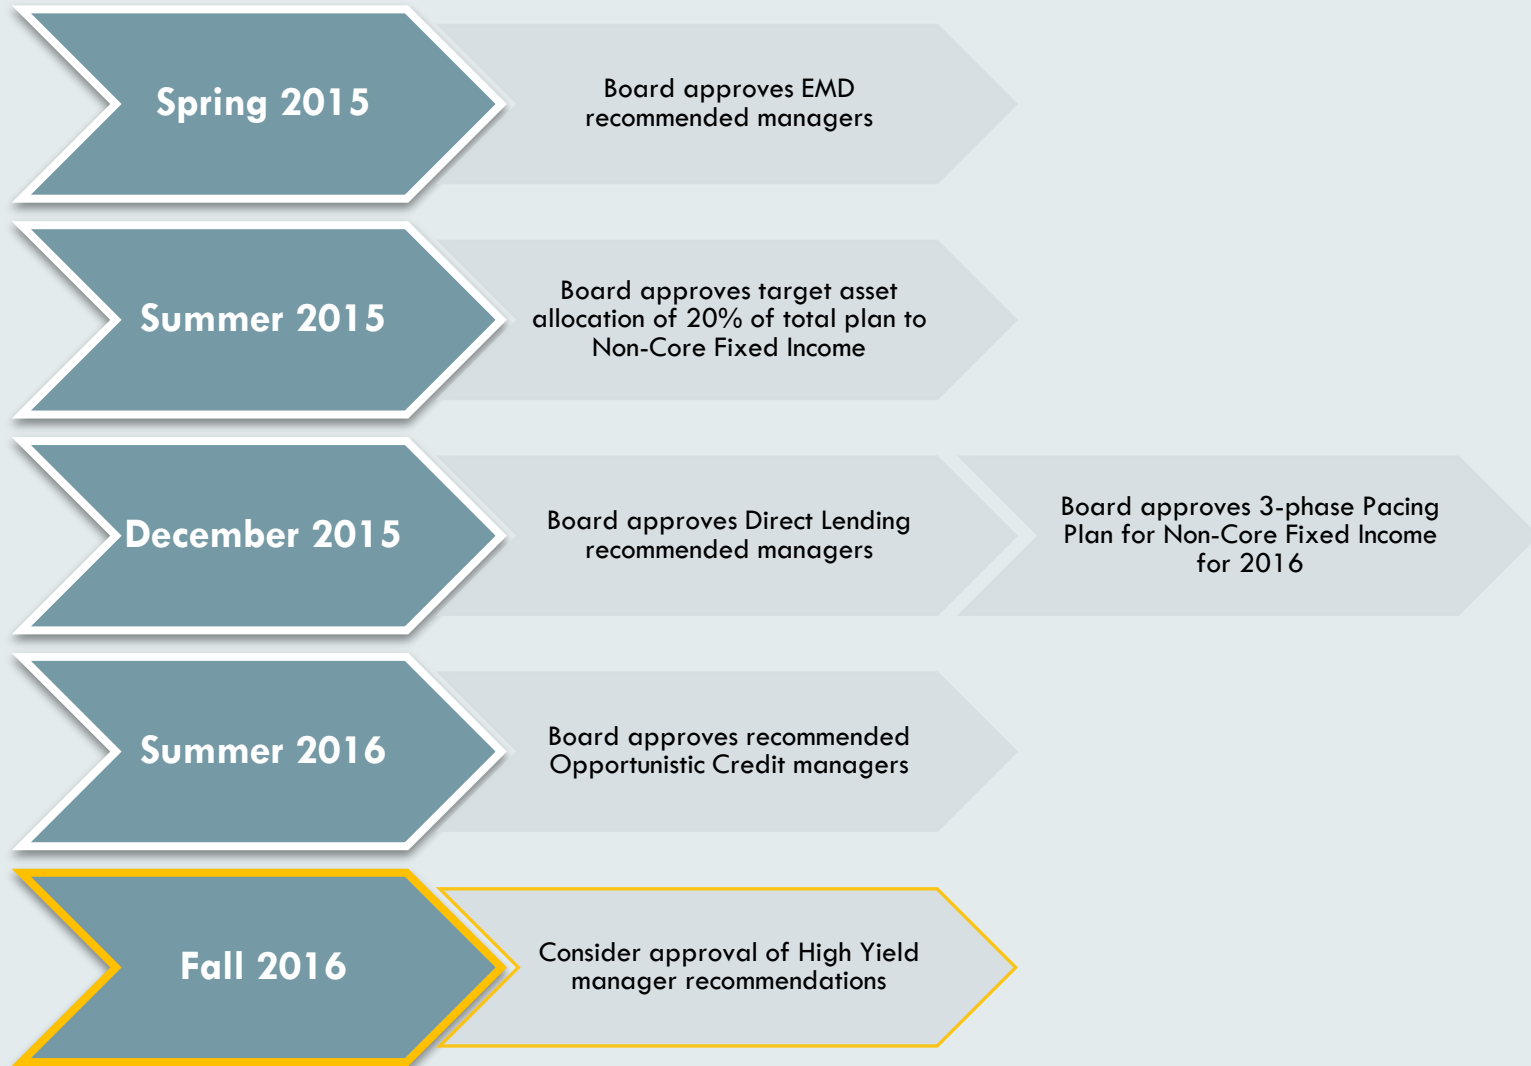 Spring 2015
Board approves EMD
recommended managers
Summer 2015
Board approves target asset
allocation of 20% of total plan to
Non-Core Fixed Income
December 2015
Board approves Direct Lending
recommended managers
Board approves 3-phase Pacing
Plan for Non-Core Fixed Income
for 2016
Summer 2016
Board approves recommended
Opportunistic Credit managers
Fall 2016
Consider approval of High Yield
manager recommendations